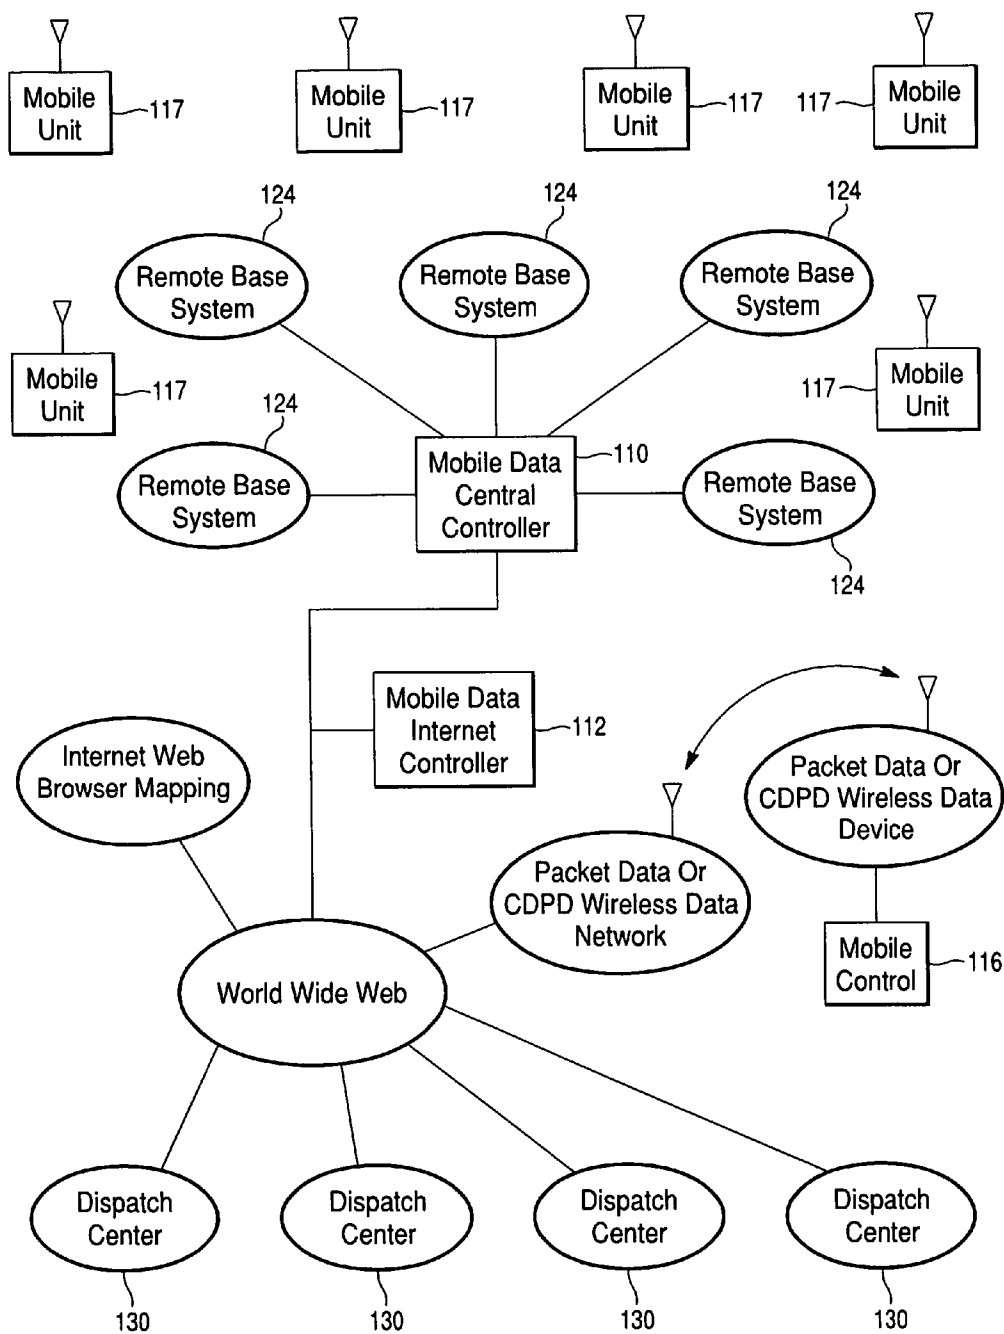 Mobile
Unit
117
Mobile
Unit
117
Mobile
Unit
117
117
Mobile
Unit
124
Remote Base
System
124
Remote Base
System
124
Remote Base
System
Mobile
Unit
117
117
Mobile
Unit
124
Remote Base
System
Mobile Data
Central
Controller
110
Remote Base
System
124
Mobile Data
Internet
Controller
112
Internet Web
Browser Mapping
Packet Data Or
CDPD Wireless Data
Device
Packet Data Or
CDPD Wireless Data
Network
Mobile
Control
116
World Wide Web
Dispatch
Center
130
Dispatch
Center
130
Dispatch
Center
130
Dispatch
Center
130